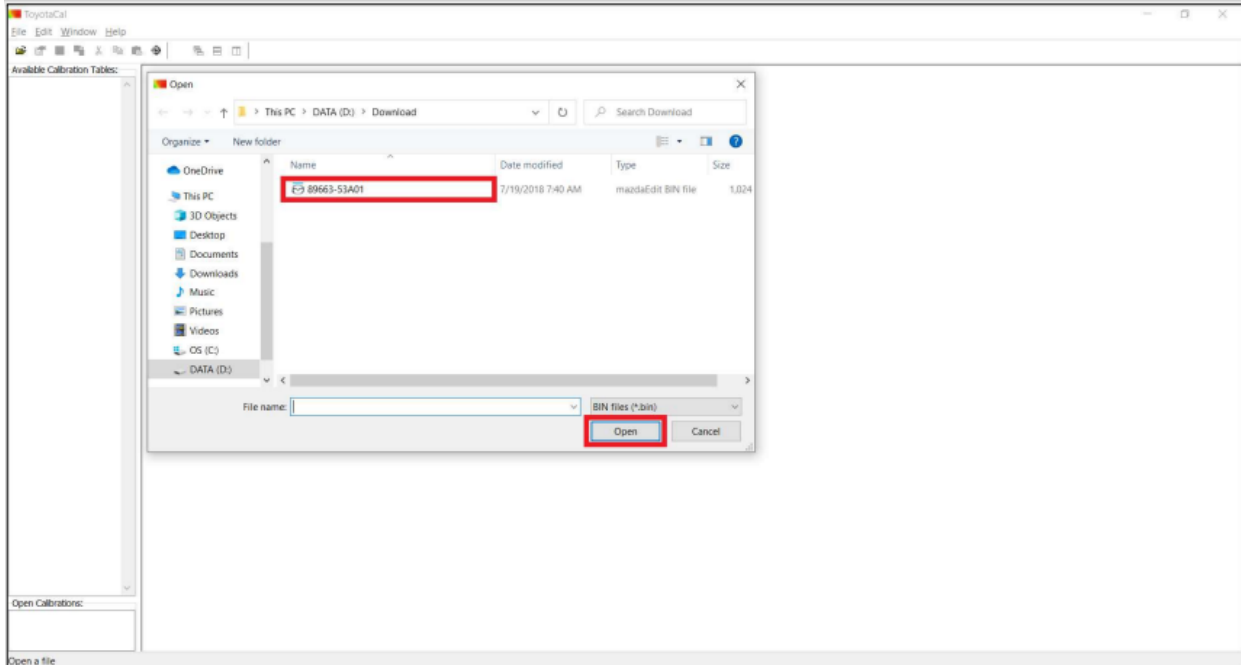 ToyotaCal
File Edit Window Help
Available Calibration Tables:
Open
This PC > DATA (D:) > Download
Search Download
Organize New folder
Name Date modified Type Size
89663-53A01 7/19/2018 7:40 AM mazdaEdit BIN file 1,024
OneDrive
This PC
3D Objects
Desktop
Documents
Downloads
Music
Pictures
Videos
OS (C:)
DATA (D:)
File name: BIN files (*.bin)
Open Cancel
Open Calibrations:
Open a file